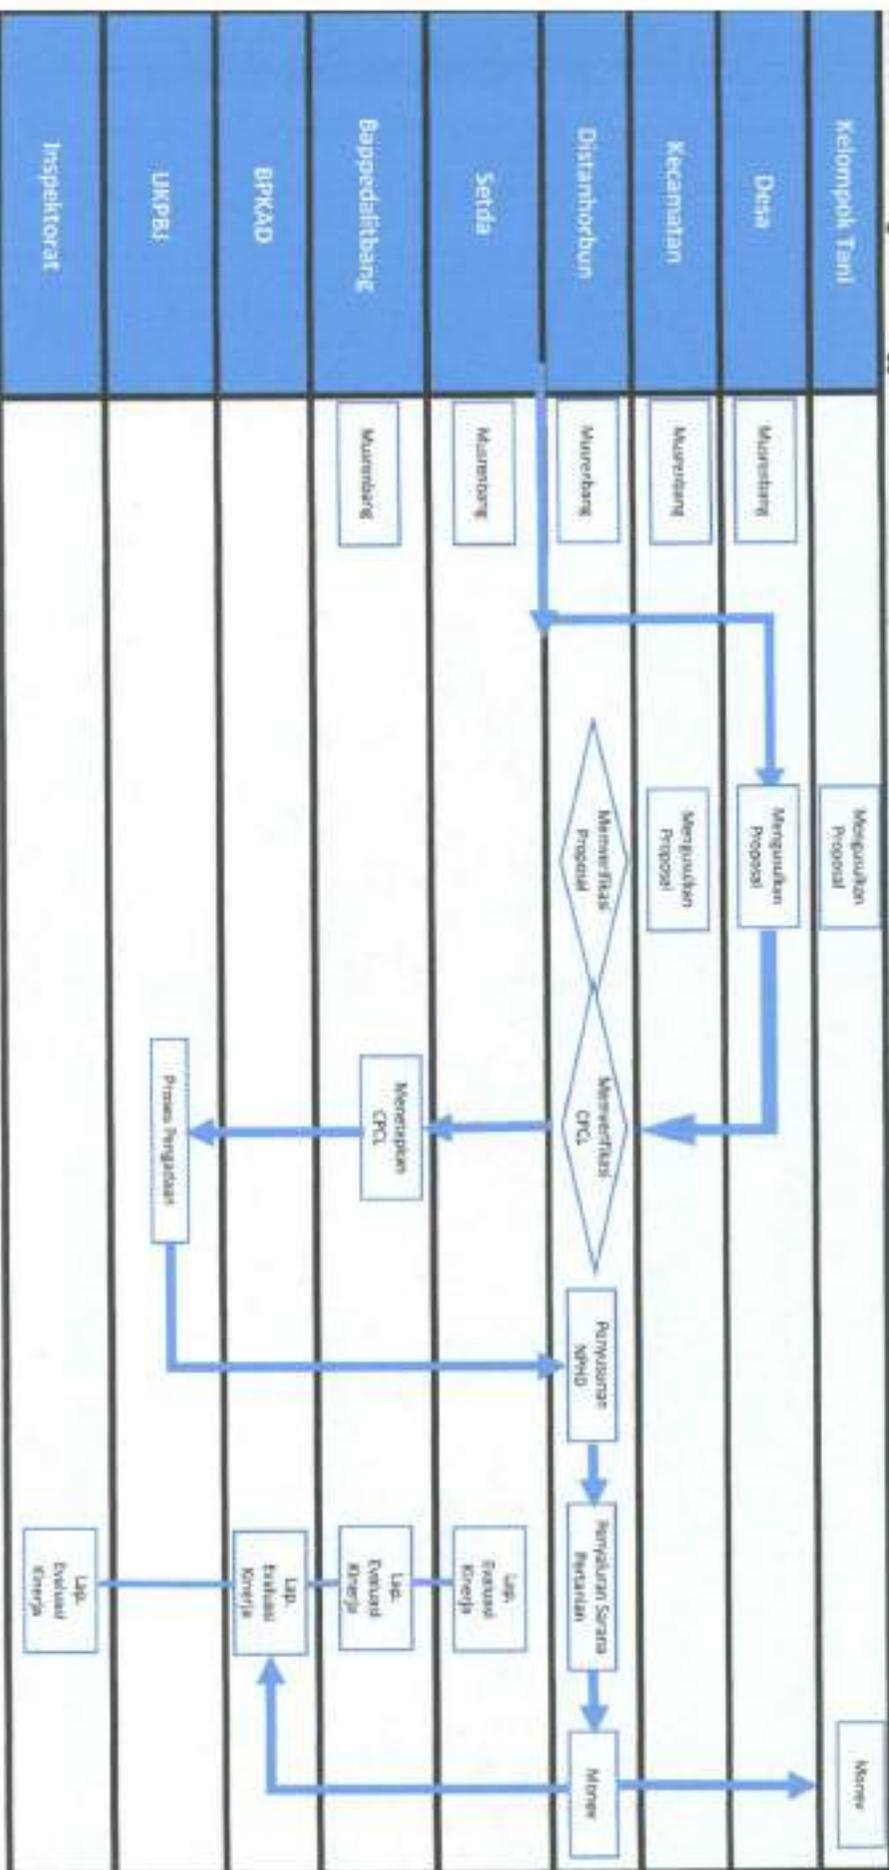 Kelompok Tani
Desa
Kecamatan
Distanhorbun
Setda
Bappedalitbang
BPKAD
UKPBJ
Inspektorat
Musrenbang
Musrenbang
Musrenbang
Musrenbang
Musrenbang
Mengusulkan
Proposal
Mengusulkan
Proposal
Mengusulkan
Proposal
Memverifikasi
Proposal
Memverifikasi
CPCL
Menetapkan
CPCL
Proses Pengadaan
Penyusunan
NPHD
Penyaluran Sarana
Pertanian
Lap.
Evaluasi
Kinerja
Lap.
Evaluasi
Kinerja
Lap.
Evaluasi
Kinerja
Lap.
Evaluasi
Kinerja
Monev
Monev